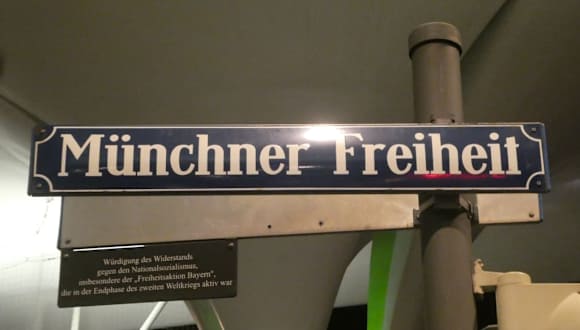 Münchner Freiheit
Würdigung des Widerstands
gegen den Nationalsozialismus,
insbesondere der „Freiheitsaktion Bayern",
die in der Endphase des zweiten Weltkriegs aktiv war